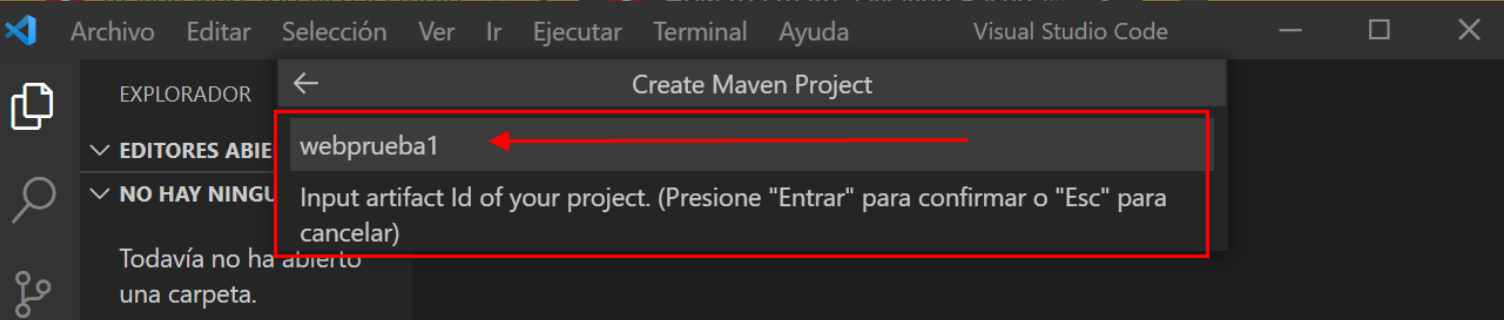 Archivo Editar Selección Ver Ir Ejecutar Terminal Ayuda Visual Studio Code
EXPLORADOR
Create Maven Project
EDITORES ABIE
webprueba1
NO HAY NINGU
Input artifact Id of your project. (Presione "Entrar" para confirmar o "Esc" para
cancelar)
Todavía no ha abierto
una carpeta.